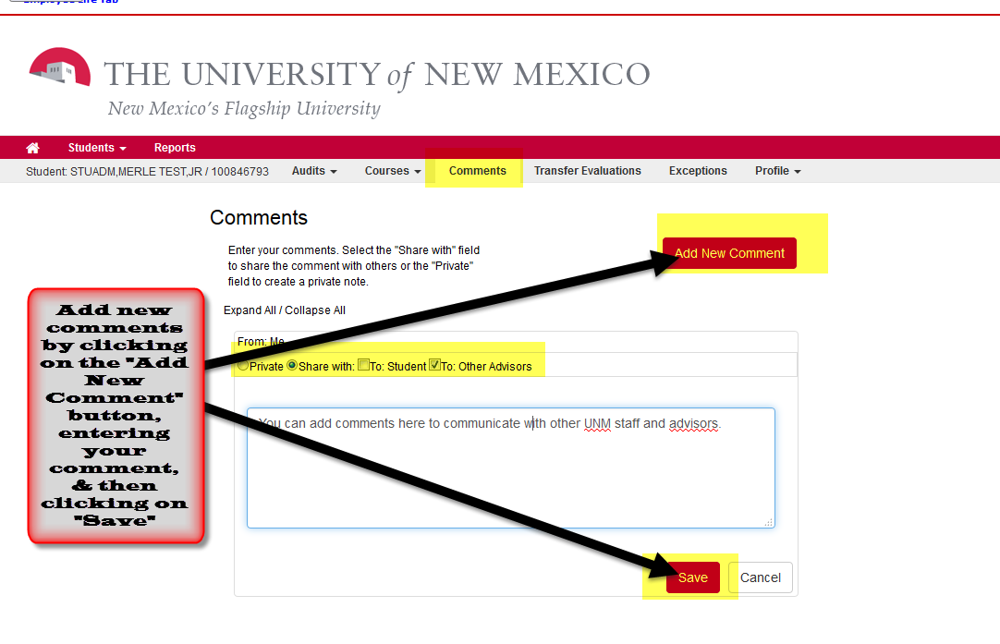 THE UNIVERSITY of NEW MEXICO
New Mexico's Flagship University
Students Reports
Student: STUADM,MERLE TEST,JR / 100846793 Audits Courses Comments Transfer Evaluations Exceptions Profile
Comments
Enter your comments. Select the "Share with" field
to share the comment with others or the "Private"
field to create a private note.
Add New Comment
Expand All / Collapse All
Add new
comments
by clicking
on the "Add
New
Comment"
button,
entering
your
comment,
& then
clicking on
"Save"
From: Me
Private Share with: To: Student To: Other Advisors
You can add comments here to communicate with other UNM staff and advisors.
Save Cancel